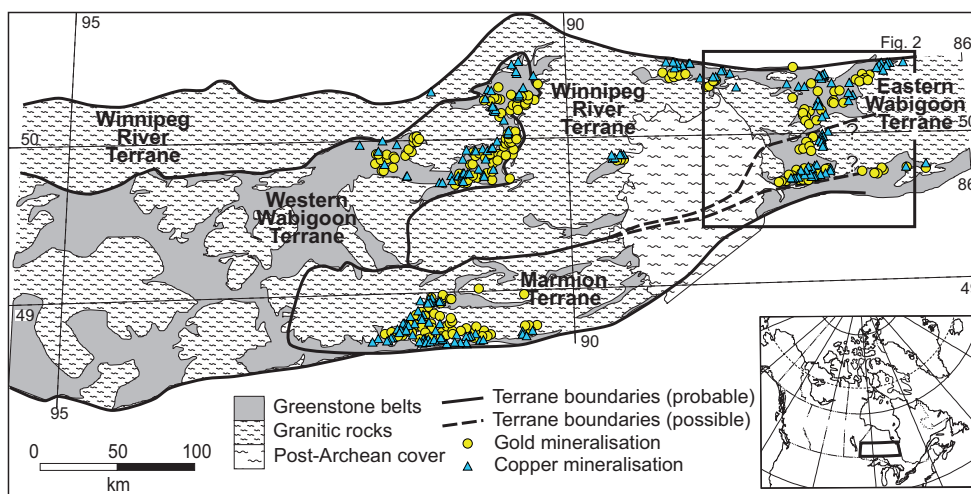 95
90
Fig. 2
86
Winnipeg
River
Terrane
Winnipeg
River
Terrane
Eastern
Wabigoon
Terrane
50
50
Western
Wabigoon
Terrane
?
?
86
Marmion
Terrane
49
49
90
95
Greenstone belts
Granitic rocks
Post-Archean cover
Terrane boundaries (probable)
Terrane boundaries (possible)
Gold mineralisation
Copper mineralisation
0 50 100
km